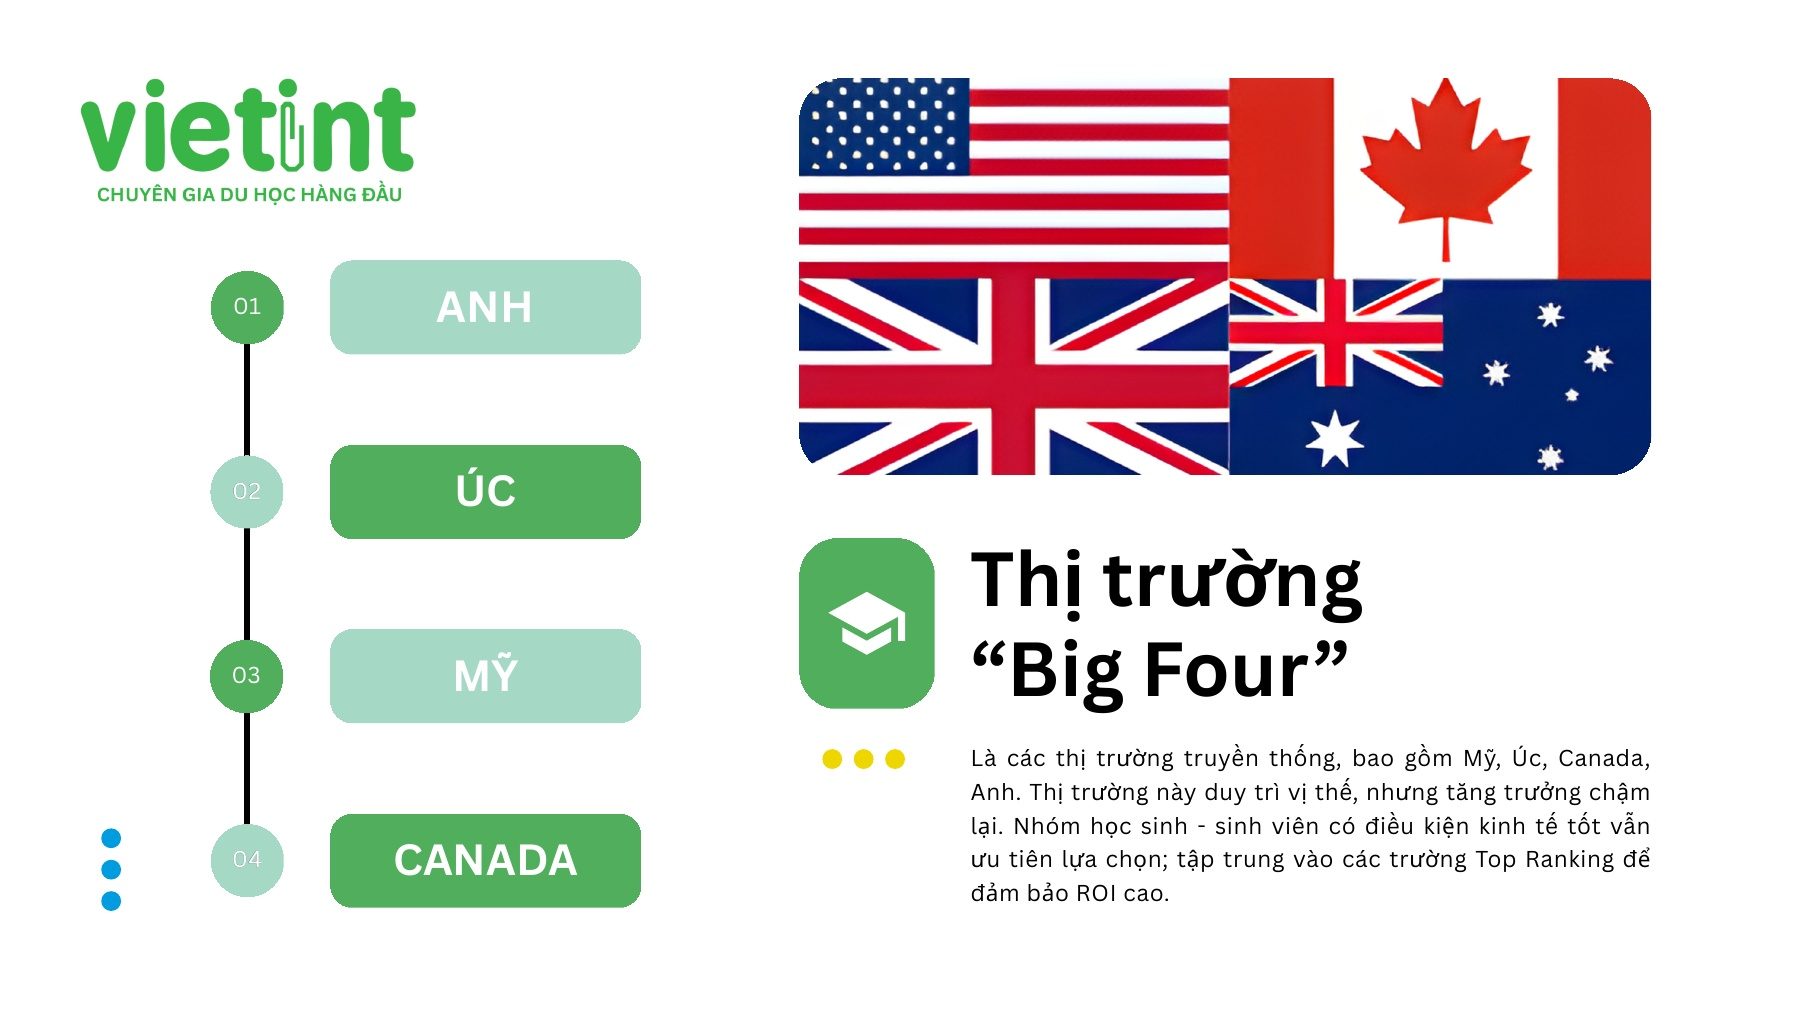 vietint
CHUYÊN GIA DU HỌC HÀNG ĐẦU
01
ANH
02
ÚC
03
MỸ
04
CANADA
Thị trường
“Big Four”
Là các thị trường truyền thống, bao gồm Mỹ, Úc, Canada,
Anh. Thị trường này duy trì vị thế, nhưng tăng trưởng chậm
lại. Nhóm học sinh - sinh viên có điều kiện kinh tế tốt vẫn
ưu tiên lựa chọn; tập trung vào các trường Top Ranking để
đảm bảo ROI cao.